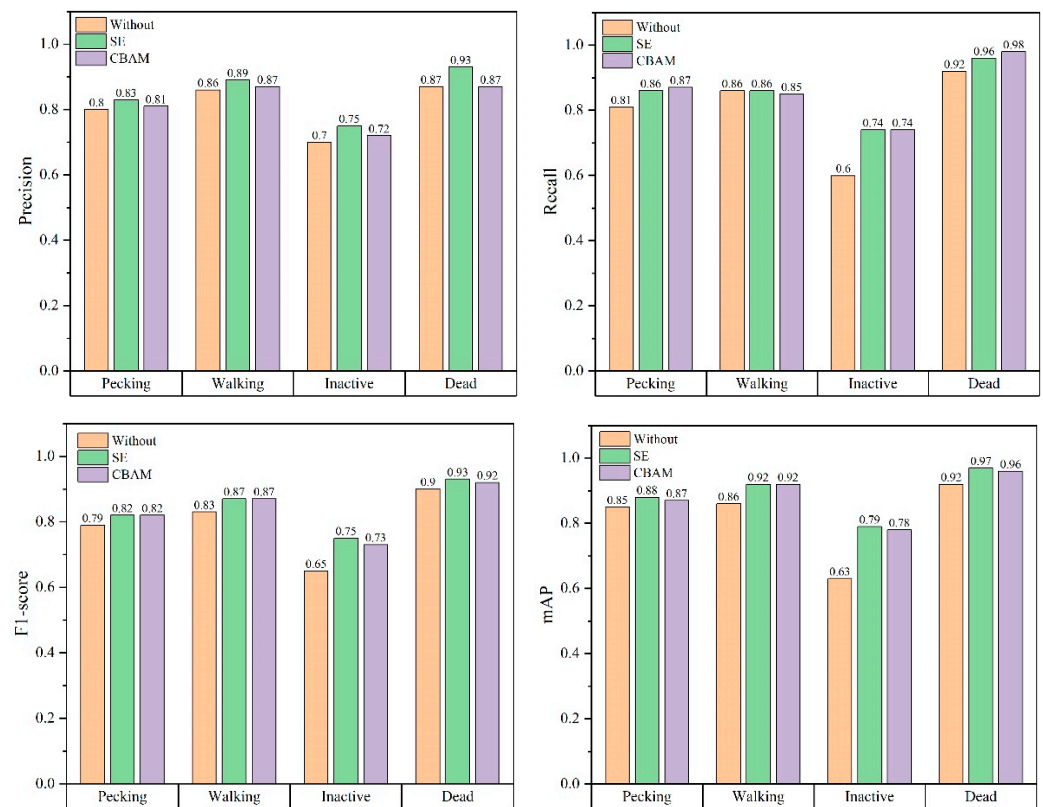 Without
SE
CBAM
1.0
0.8
0.6
0.4
0.2
0.0
Precision
0.8 0.83 0.81
0.86 0.89 0.87
0.7 0.75 0.72
0.87 0.93 0.87
Pecking Walking Inactive Dead
Without
SE
CBAM
1.0
0.8
0.6
0.4
0.2
0.0
Recall
0.81 0.86 0.87
0.86 0.86 0.85
0.6 0.74 0.74
0.92 0.96 0.98
Pecking Walking Inactive Dead
Without
SE
CBAM
1.0
0.8
0.6
0.4
0.2
0.0
F1-score
0.79 0.82 0.82
0.83 0.87 0.87
0.65 0.75 0.73
0.9 0.93 0.92
Pecking Walking Inactive Dead
Without
SE
CBAM
1.0
0.8
0.6
0.4
0.2
0.0
mAP
0.85 0.88 0.87
0.86 0.92 0.92
0.63 0.79 0.78
0.92 0.97 0.96
Pecking Walking Inactive Dead